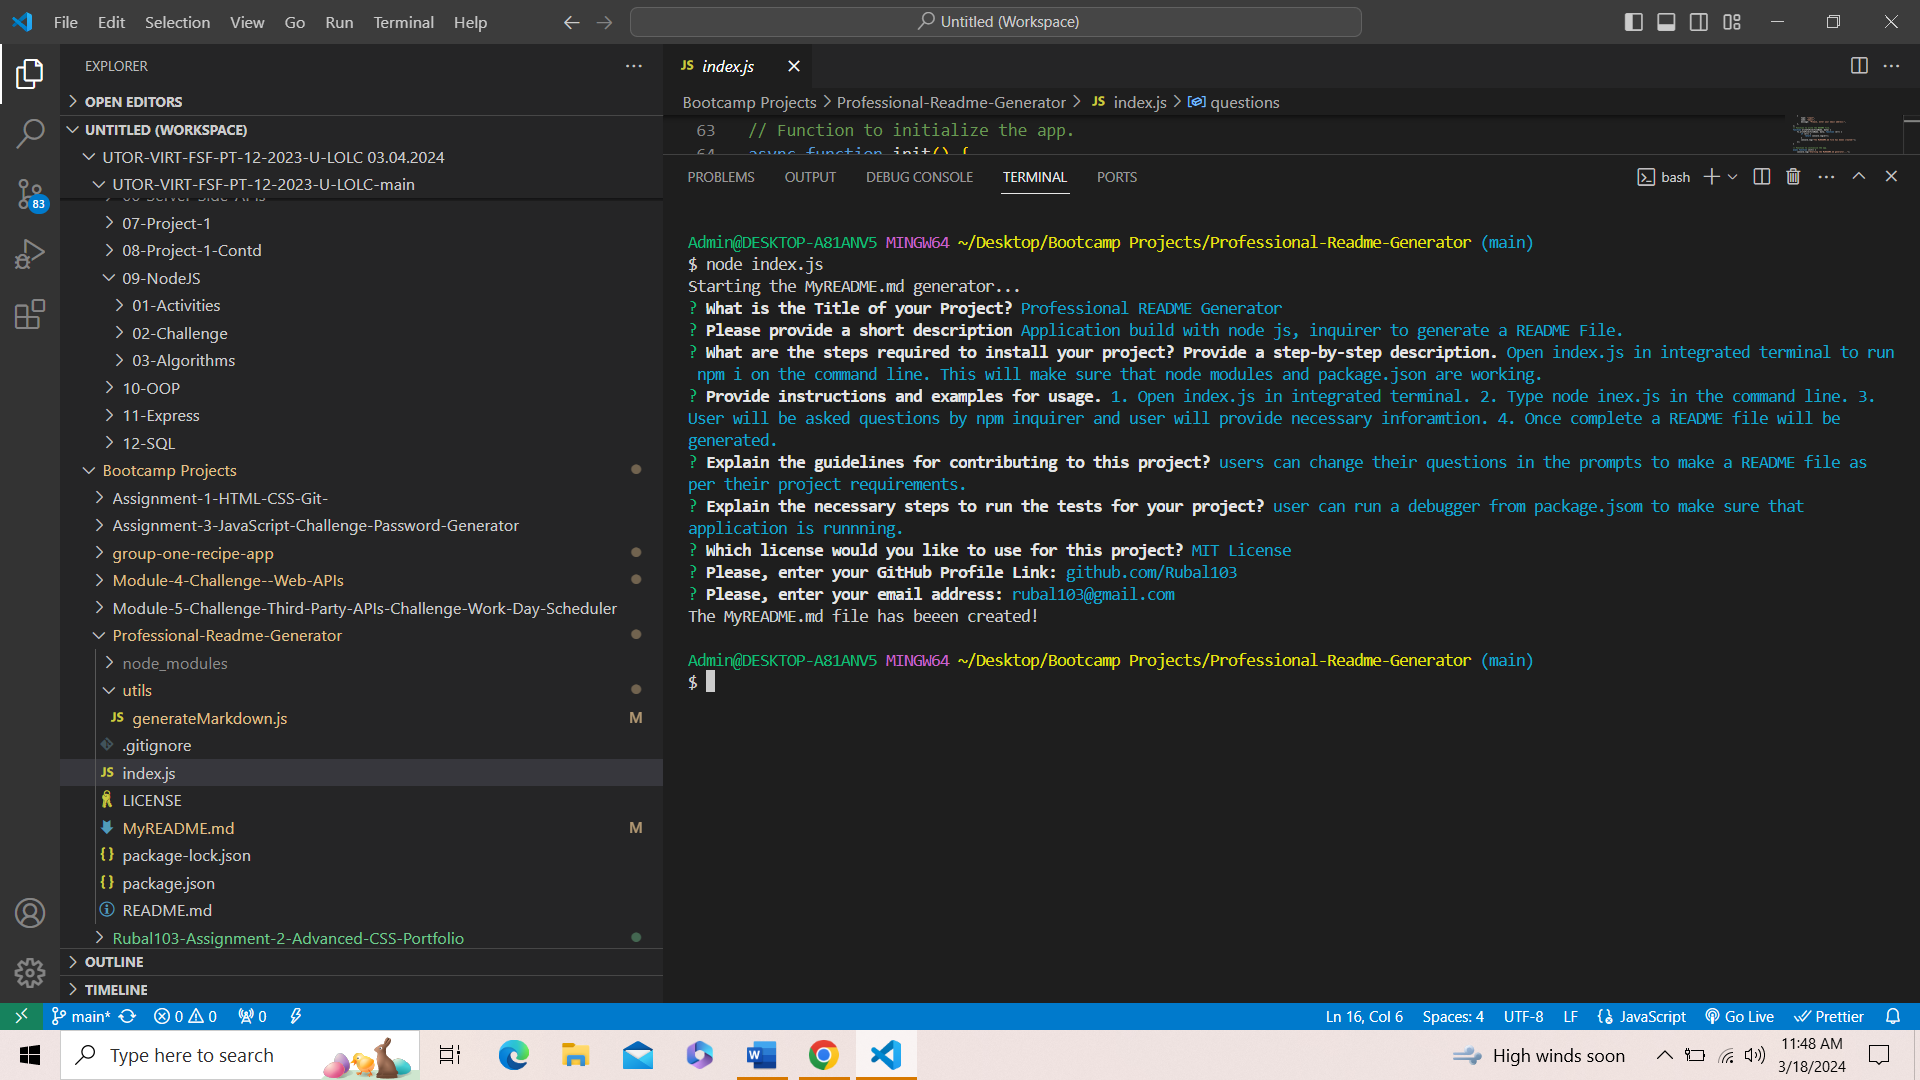 File Edit Selection View Go Run Terminal Help
Untitled (Workspace)
EXPLORER
OPEN EDITORS
UNTITLED (WORKSPACE)
UTOR-VIRT-FSF-PT-12-2023-U-LOLC 03.04.2024
UTOR-VIRT-FSF-PT-12-2023-U-LOLC-main
06-Server-Side-APIs
07-Project-1
08-Project-1-Contd
09-NodeJS
01-Activities
02-Challenge
03-Algorithms
10-OOP
11-Express
12-SQL
Bootcamp Projects
Assignment-1-HTML-CSS-Git-
Assignment-3-JavaScript-Challenge-Password-Generator
group-one-recipe-app
Module-4-Challenge--Web-APIs
Module-5-Challenge-Third-Party-APIs-Challenge-Work-Day-Scheduler
Professional-Readme-Generator
node_modules
utils
JS generateMarkdown.js M
.gitignore
JS index.js
LICENSE
MyREADME.md M
{} package-lock.json
{} package.json
README.md
Rubal103-Assignment-2-Advanced-CSS-Portfolio
OUTLINE
TIMELINE
83
JS index.js
Bootcamp Projects > Professional-Readme-Generator > JS index.js > questions
63 // Function to initialize the app.
64 async function init() {
PROBLEMS OUTPUT DEBUG CONSOLE TERMINAL PORTS
bash
Admin@DESKTOP-A81ANV5 MINGW64 ~/Desktop/Bootcamp Projects/Professional-Readme-Generator (main)
$ node index.js
Starting the MyREADME.md generator...
? What is the Title of your Project? Professional README Generator
? Please provide a short description Application build with node js, inquirer to generate a README File.
? What are the steps required to install your project? Provide a step-by-step description. Open index.js in integrated terminal to run
npm i on the command line. This will make sure that node modules and package.json are working.
? Provide instructions and examples for usage. 1. Open index.js in integrated terminal. 2. Type node inex.js in the command line. 3.
User will be asked questions by npm inquirer and user will provide necessary inforamtion. 4. Once complete a README file will be
generated.
? Explain the guidelines for contributing to this project? users can change their questions in the prompts to make a README file as
per their project requirements.
? Explain the necessary steps to run the tests for your project? user can run a debugger from package.jsom to make sure that
application is runnning.
? Which license would you like to use for this project? MIT License
? Please, enter your GitHub Profile Link: github.com/Rubal103
? Please, enter your email address: rubal103@gmail.com
The MyREADME.md file has beeen created!
Admin@DESKTOP-A81ANV5 MINGW64 ~/Desktop/Bootcamp Projects/Professional-Readme-Generator (main)
$
main* 0 0 0
Ln 16, Col 6 Spaces: 4 UTF-8 LF JavaScript Go Live Prettier
Type here to search
High winds soon
11:48 AM
3/18/2024